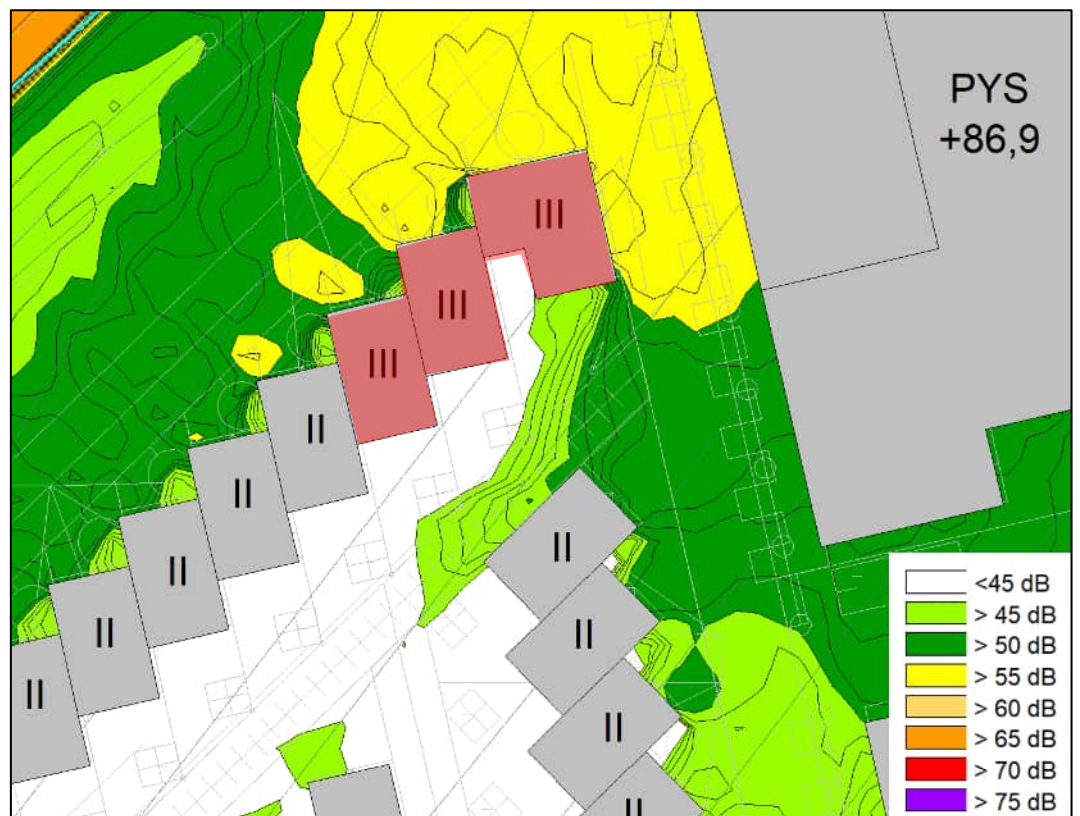 PYS
+86,9
III
III
III
II
II
II
II
II
II
II
II
II
<45 dB
> 45 dB
> 50 dB
> 55 dB
> 60 dB
> 65 dB
> 70 dB
> 75 dB